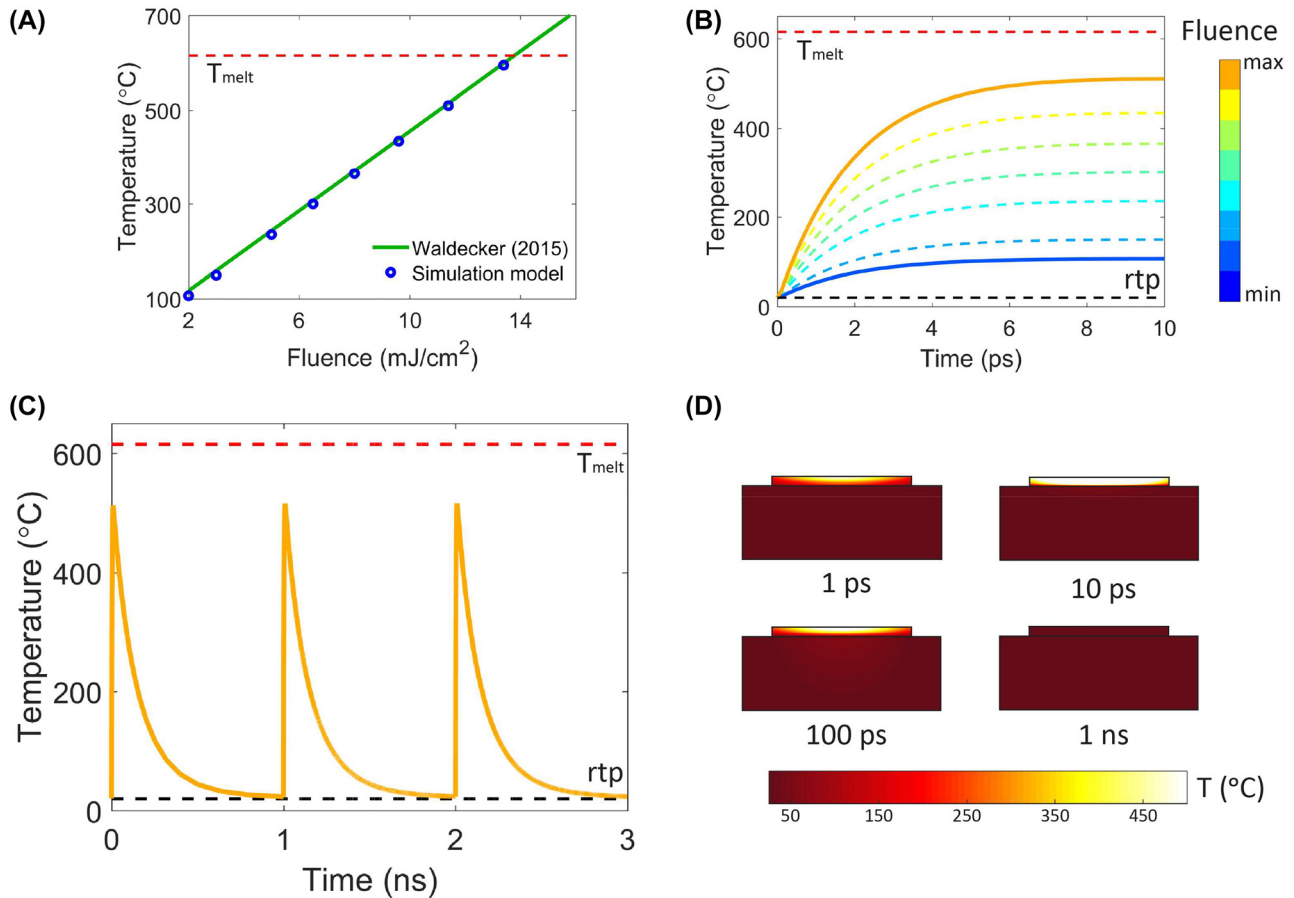 (A)
700
500
300
100
Temperature (°C)
Tmelt
Waldecker (2015)
Simulation model
2
6
10
14
Fluence (mJ/cm²)
(B)
600
400
200
0
Temperature (°C)
Tmelt
rtp
0
2
4
6
8
10
Time (ps)
Fluence
max
min
(C)
600
400
200
0
Temperature (°C)
Tmelt
rtp
0
1
2
3
Time (ns)
(D)
1 ps
10 ps
100 ps
1 ns
T (°C)
50
150
250
350
450